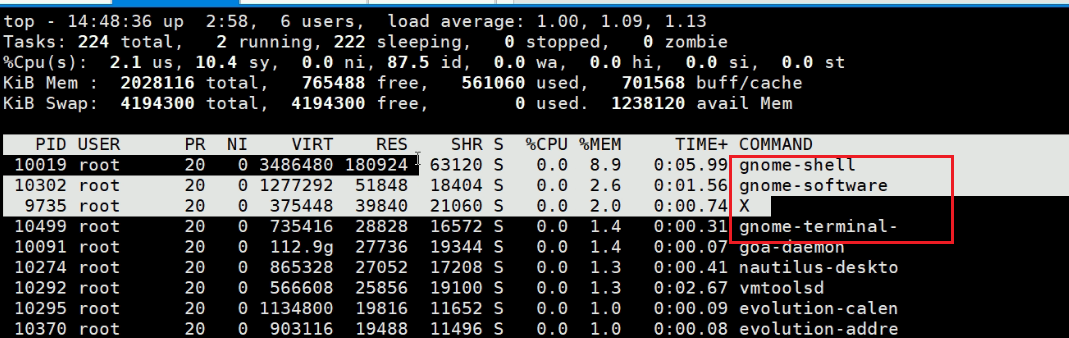 top - 14:48:36 up  2:58,  6 users,  load average: 1.00, 1.09, 1.13
Tasks: 224 total,   2 running, 222 sleeping,   0 stopped,   0 zombie
%Cpu(s):  2.1 us, 10.4 sy,  0.0 ni, 87.5 id,  0.0 wa,  0.0 hi,  0.0 si,  0.0 st
KiB Mem :  2028116 total,   765488 free,   561060 used,   701568 buff/cache
KiB Swap:  4194300 total,  4194300 free,        0 used.  1238120 avail Mem
PID USER      PR  NI    VIRT    RES    SHR S  %CPU %MEM     TIME+ COMMAND
10019 root      20   0 3486480 180924  63120 S   0.0  8.9   0:05.99 gnome-shell
10302 root      20   0 1277292  51848  18404 S   0.0  2.6   0:01.56 gnome-software
9735 root      20   0  375448  39840  21060 S   0.0  2.0   0:00.74 X
10499 root      20   0  735416  28828  16572 S   0.0  1.4   0:00.31 gnome-terminal-
10091 root      20   0  112.9g  27736  19344 S   0.0  1.4   0:00.07 goa-daemon
10274 root      20   0  865328  27052  17208 S   0.0  1.3   0:00.41 nautilus-deskto
10292 root      20   0  566608  25856  19100 S   0.0  1.3   0:02.67 vmtoolsd
10295 root      20   0 1134800  19816  11652 S   0.0  1.0   0:00.09 evolution-calen
10370 root      20   0  903116  19488  11496 S   0.0  1.0   0:00.08 evolution-addre